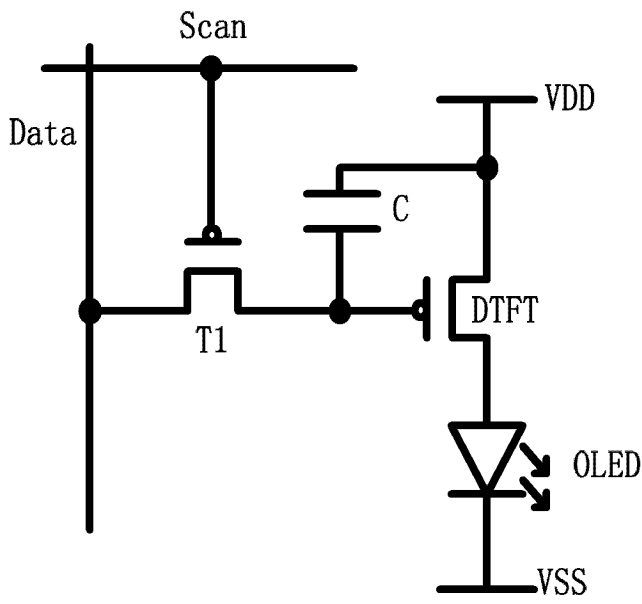 Scan
VDD
Data
C
DTFT
T1
OLED
VSS